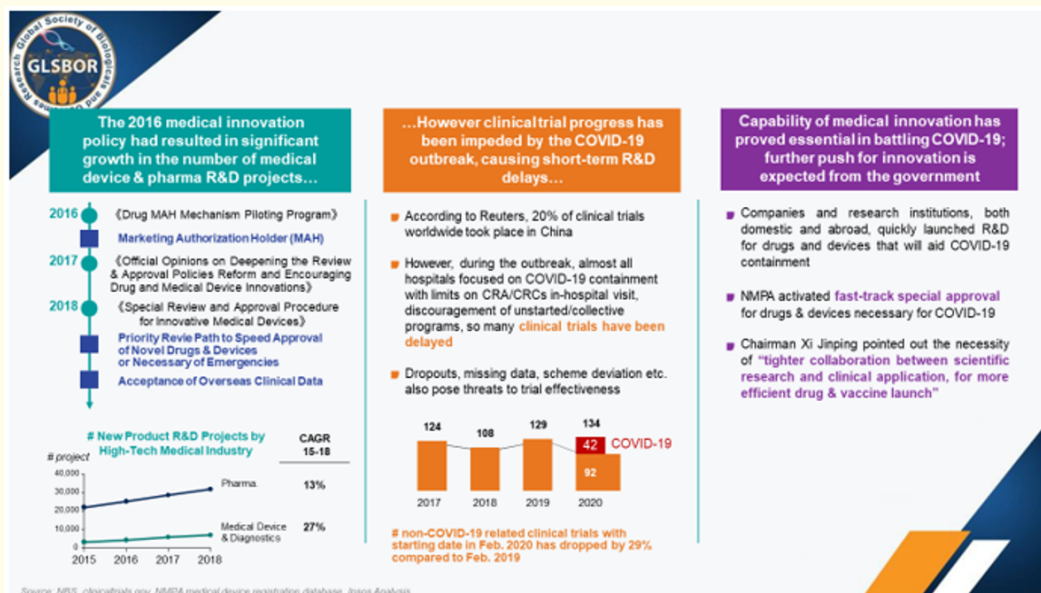 Global Society of Biologicals and
Research
GLSBOR
The 2016 medical innovation
policy had resulted in significant
growth in the number of medical
device & pharma R&D projects…
2016
《Drug MAH Mechanism Piloting Program》
Marketing Authorization Holder (MAH)
2017
《Official Opinions on Deepening the Review
& Approval Policies Reform and Encouraging
Drug and Medical Device Innovations》
2018
《Special Review and Approval Procedure
for Innovative Medical Devices》
Priority Revie Path to Speed Approval
of Novel Drugs & Devices
or Necessary of Emergencies
Acceptance of Overseas Clinical Data
# New Product R&D Projects by
High-Tech Medical Industry
CAGR
15-18
# project
40,000
30,000
20,000
10,000
0
Pharma.
13%
Medical Device
& Diagnostics
27%
2015 2016 2017 2018
…However clinical trial progress has
been impeded by the COVID-19
outbreak, causing short-term R&D
delays…
According to Reuters, 20% of clinical trials
worldwide took place in China
However, during the outbreak, almost all
hospitals focused on COVID-19 containment
with limits on CRA/CRCs in-hospital visit,
discouragement of unstarted/collective
programs, so many clinical trials have been
delayed
Dropouts, missing data, scheme deviation etc.
also pose threats to trial effectiveness
124
108
129
134
42
COVID-19
92
2017 2018 2019 2020
# non-COVID-19 related clinical trials with
starting date in Feb. 2020 has dropped by 29%
compared to Feb. 2019
Capability of medical innovation has
proved essential in battling COVID-19;
further push for innovation is
expected from the government
Companies and research institutions, both
domestic and abroad, quickly launched R&D
for drugs and devices that will aid COVID-19
containment
NMPA activated fast-track special approval
for drugs & devices necessary for COVID-19
Chairman Xi Jinping pointed out the necessity
of “tighter collaboration between scientific
research and clinical application, for more
efficient drug & vaccine launch”
Source: NBS, clinicaltrials.gov, NMPA medical device registration database, Ipsos Analysis